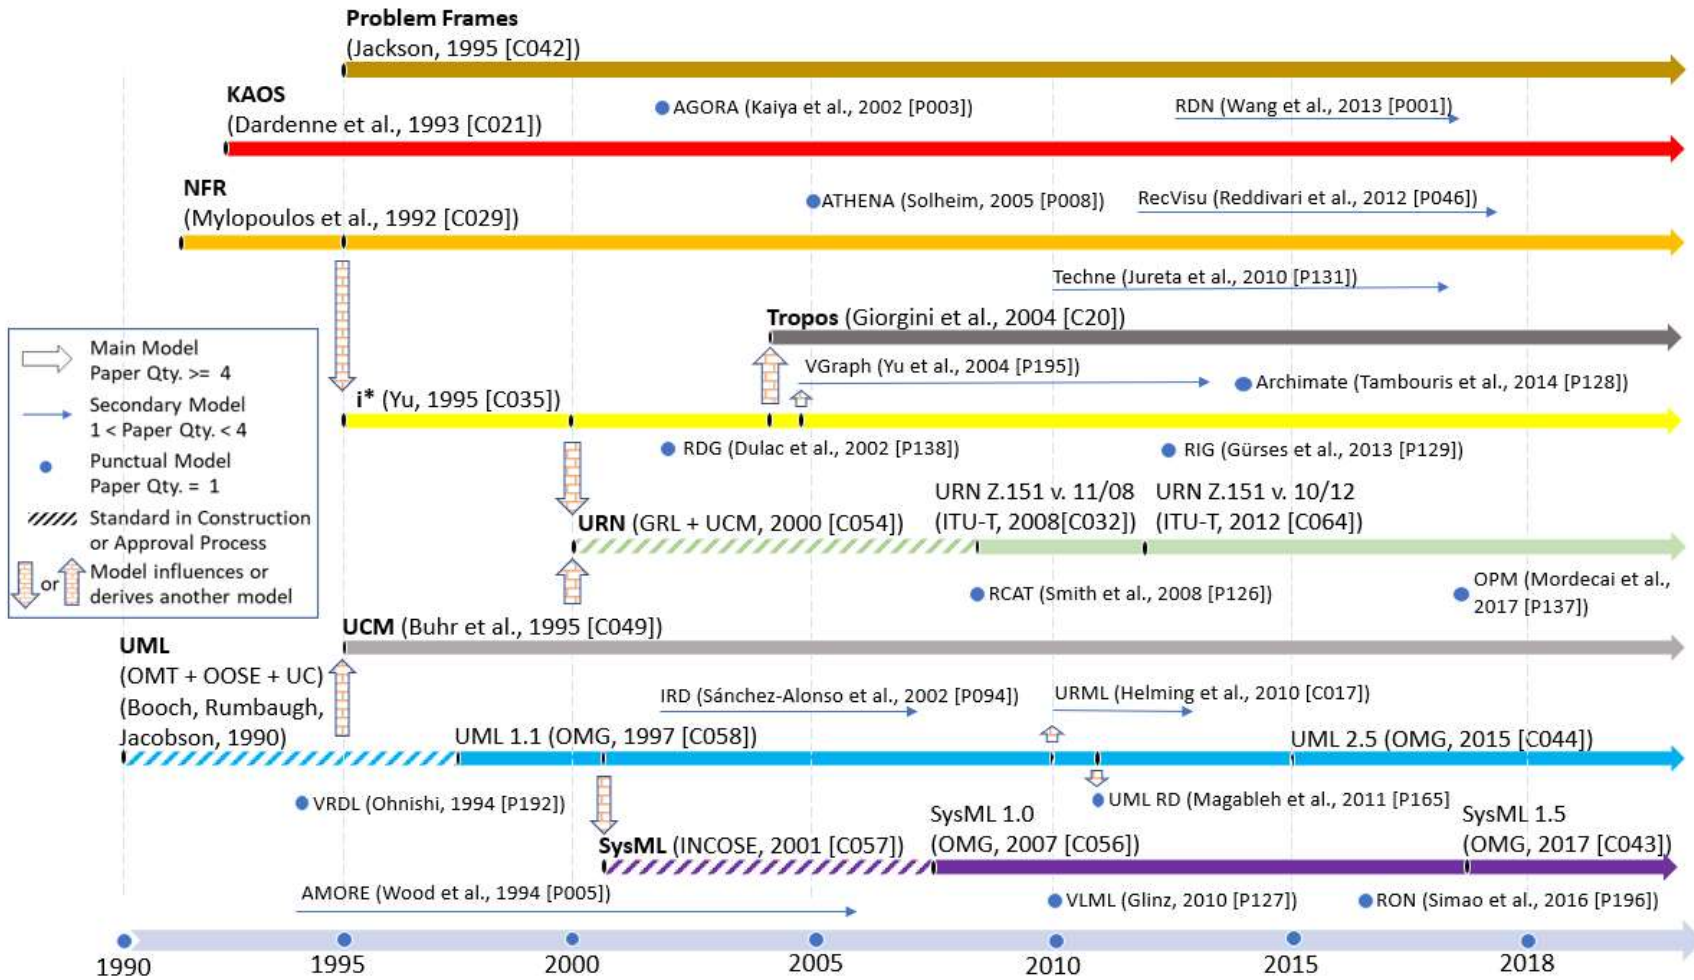 Problem Frames
(Jackson, 1995 [C042])
KAOS
(Dardenne et al., 1993 [C021])
AGORA (Kaiya et al., 2002 [P003])
RDN (Wang et al., 2013 [P001])
NFR
(Mylopoulos et al., 1992 [C029])
ATHENA (Solheim, 2005 [P008])
RecVisu (Reddivari et al., 2012 [P046])
Techne (Jureta et al., 2010 [P131])
Tropos (Giorgini et al., 2004 [C20])
VGraph (Yu et al., 2004 [P195])
Archimate (Tambouris et al., 2014 [P128])
i* (Yu, 1995 [C035])
RDG (Dulac et al., 2002 [P138])
RIG (Gürses et al., 2013 [P129])
Main Model
Paper Qty. >= 4
Secondary Model
1 < Paper Qty. < 4
Punctual Model
Paper Qty. = 1
Standard in Construction
or Approval Process
or
Model influences or
derives another model
URN (GRL + UCM, 2000 [C054])
URN Z.151 v. 11/08
(ITU-T, 2008[C032])
URN Z.151 v. 10/12
(ITU-T, 2012 [C064])
RCAT (Smith et al., 2008 [P126])
OPM (Mordecai et al.,
2017 [P137])
UCM (Buhr et al., 1995 [C049])
UML
(OMT + OOSE + UC)
(Booch, Rumbaugh,
Jacobson, 1990)
IRD (Sánchez-Alonso et al., 2002 [P094])
URML (Helming et al., 2010 [C017])
UML 1.1 (OMG, 1997 [C058])
UML 2.5 (OMG, 2015 [C044])
VRDL (Ohnishi, 1994 [P192])
UML RD (Magableh et al., 2011 [P165]
SysML (INCOSE, 2001 [C057])
SysML 1.0
(OMG, 2007 [C056])
SysML 1.5
(OMG, 2017 [C043])
AMORE (Wood et al., 1994 [P005])
VLML (Glinz, 2010 [P127])
RON (Simao et al., 2016 [P196])
1990
1995
2000
2005
2010
2015
2018